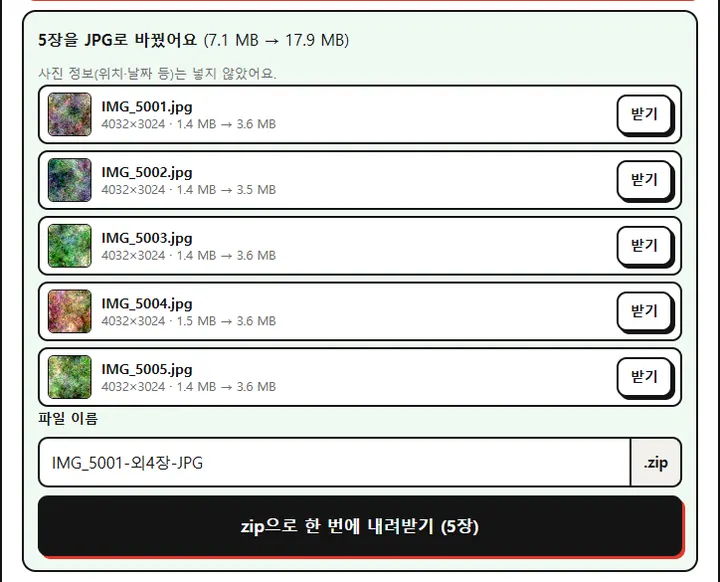 5장을 JPG로 바꿨어요 (7.1 MB → 17.9 MB)
사진 정보(위치·날짜 등)는 넣지 않았어요.
IMG_5001.jpg
4032×3024 · 1.4 MB → 3.6 MB
받기
IMG_5002.jpg
4032×3024 · 1.4 MB → 3.5 MB
받기
IMG_5003.jpg
4032×3024 · 1.4 MB → 3.6 MB
받기
IMG_5004.jpg
4032×3024 · 1.5 MB → 3.6 MB
받기
IMG_5005.jpg
4032×3024 · 1.4 MB → 3.6 MB
받기
파일 이름
IMG_5001-외4장-JPG
.zip
zip으로 한 번에 내려받기 (5장)